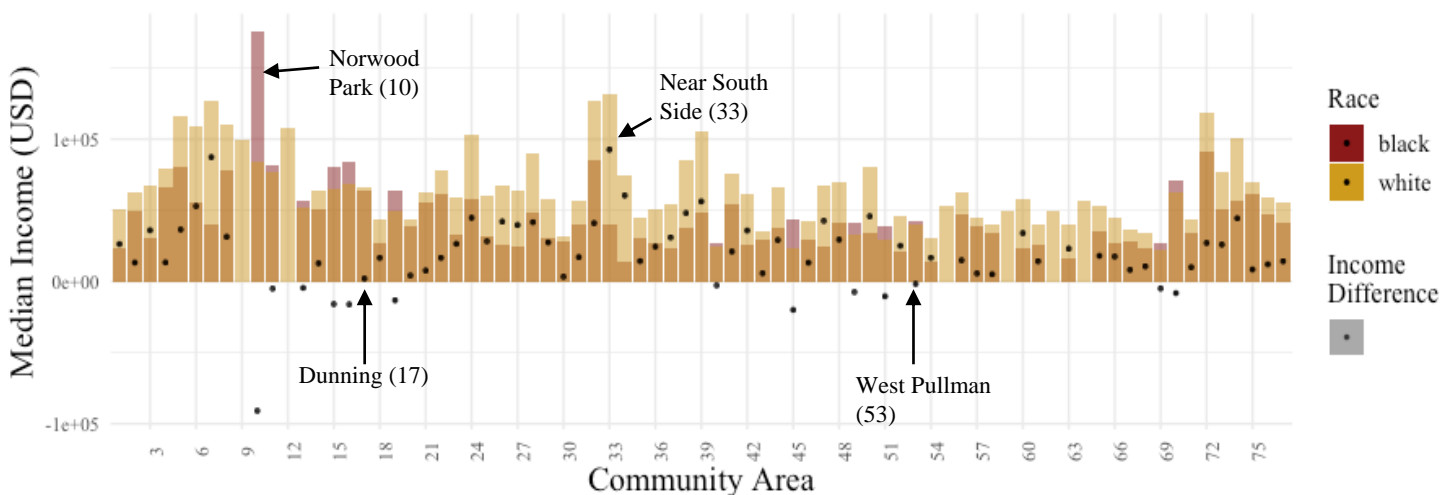 Norwood
Park (10)
Near South
Side (33)
Dunning (17)
West Pullman
(53)
Median Income (USD)
1e+05
0e+00
-1e+05
3 6 9 12 15 18 21 24 27 30 33 36 39 42 45 48 51 54 57 60 63 66 69 72 75
Community Area
Race
black
white
Income
Difference